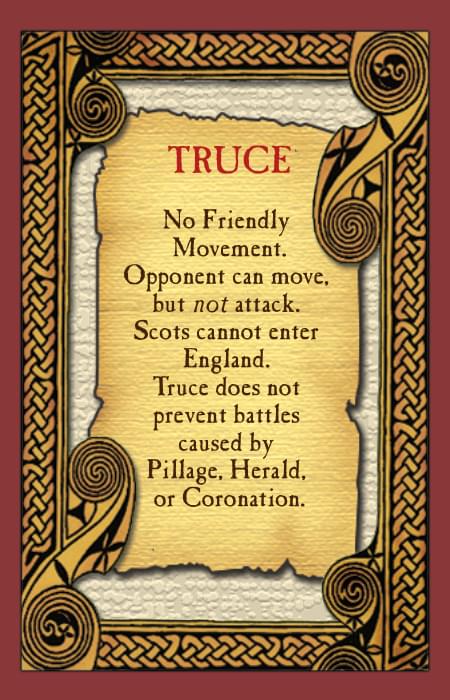 TRUCE
No Friendly
Movement.
Opponent can move,
but not attack.
Scots cannot enter
England.
Truce does not
prevent battles
caused by
Pillage, Herald,
or Coronation.